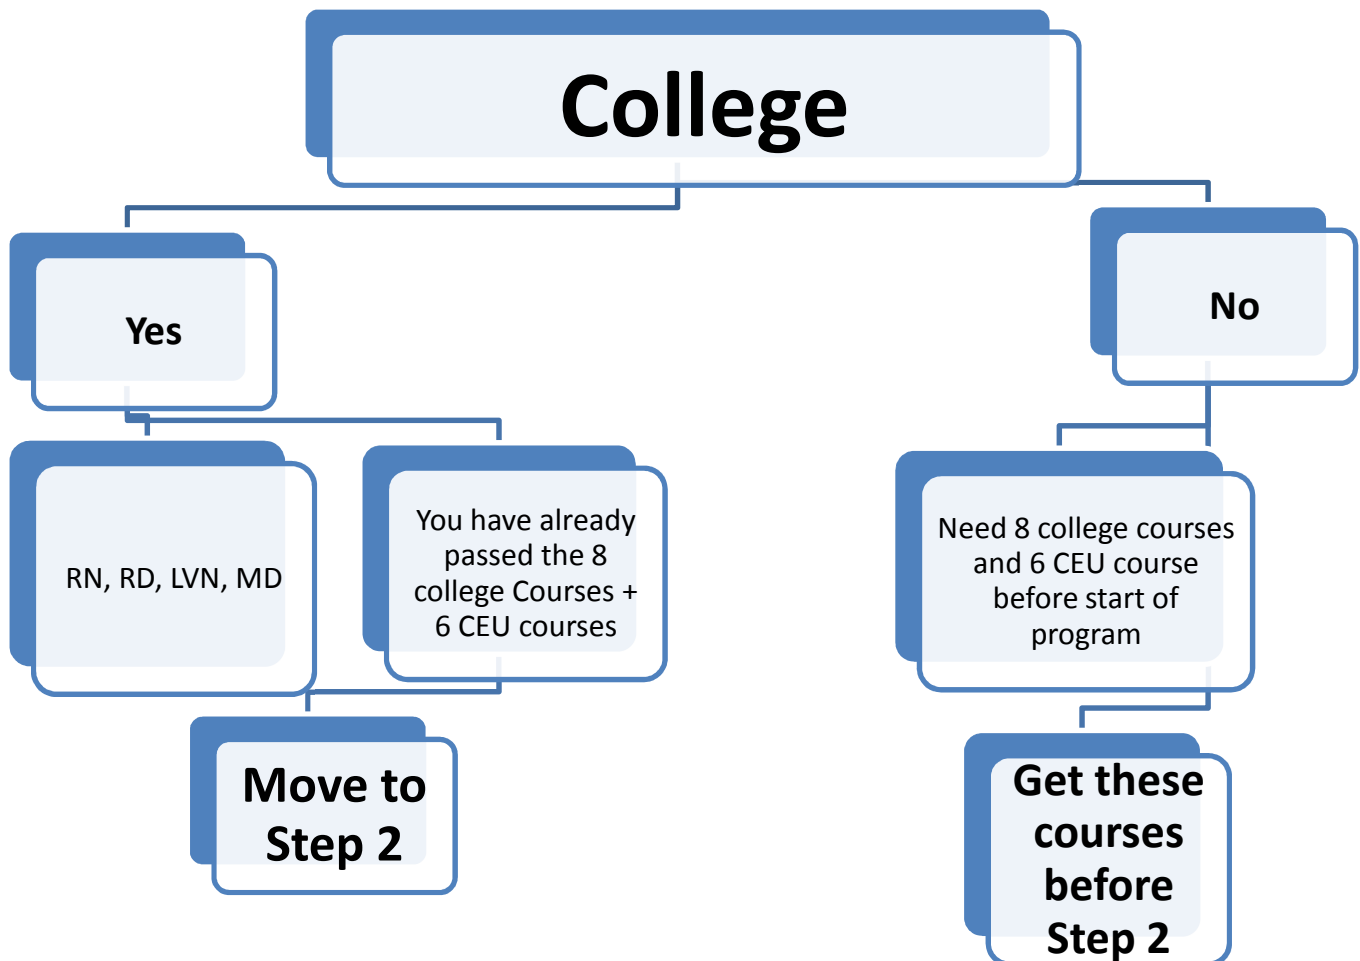 College
Yes
No
RN, RD, LVN, MD
You have already
passed the 8
college Courses +
6 CEU courses
Need 8 college courses
and 6 CEU course
before start of
program
Move to
Step 2
Get these
courses
before
Step 2